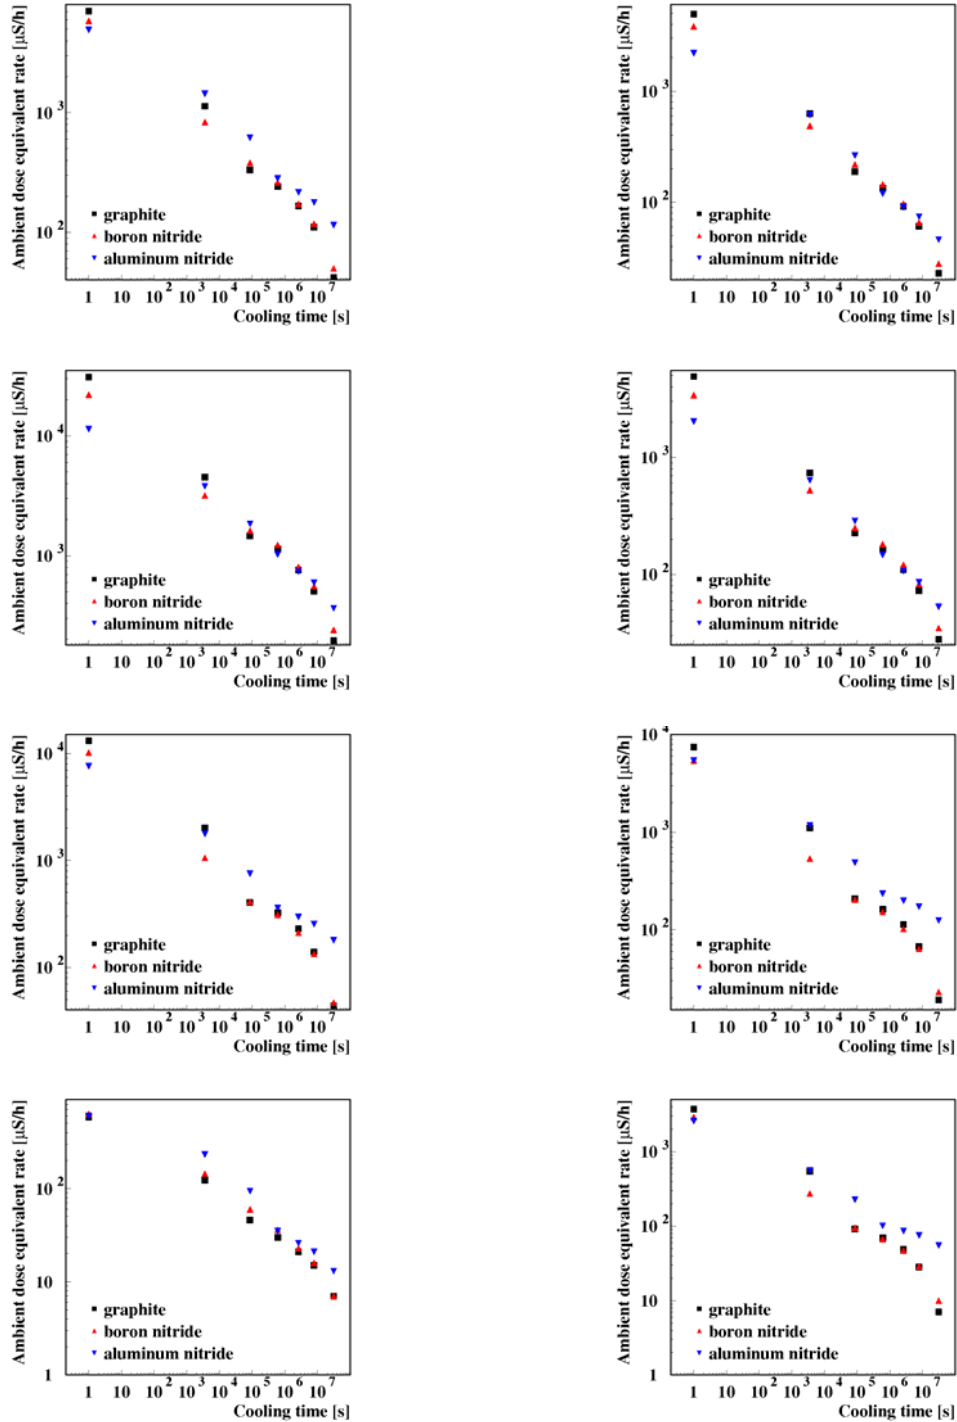 Ambient dose equivalent rate [μS/h]
10³
10²
graphite
boron nitride
aluminum nitride
1 10 10² 10³ 10⁴ 10⁵ 10⁶ 10⁷
Cooling time [s]
Ambient dose equivalent rate [μS/h]
10³
10²
graphite
boron nitride
aluminum nitride
1 10 10² 10³ 10⁴ 10⁵ 10⁶ 10⁷
Cooling time [s]
Ambient dose equivalent rate [μS/h]
10⁴
10³
graphite
boron nitride
aluminum nitride
1 10 10² 10³ 10⁴ 10⁵ 10⁶ 10⁷
Cooling time [s]
Ambient dose equivalent rate [μS/h]
10³
10²
graphite
boron nitride
aluminum nitride
1 10 10² 10³ 10⁴ 10⁵ 10⁶ 10⁷
Cooling time [s]
Ambient dose equivalent rate [μS/h]
10⁴
10³
10²
graphite
boron nitride
aluminum nitride
1 10 10² 10³ 10⁴ 10⁵ 10⁶ 10⁷
Cooling time [s]
Ambient dose equivalent rate [μS/h]
10⁴
10³
10²
graphite
boron nitride
aluminum nitride
1 10 10² 10³ 10⁴ 10⁵ 10⁶ 10⁷
Cooling time [s]
Ambient dose equivalent rate [μS/h]
10²
10
1
graphite
boron nitride
aluminum nitride
1 10 10² 10³ 10⁴ 10⁵ 10⁶ 10⁷
Cooling time [s]
Ambient dose equivalent rate [μS/h]
10³
10²
10
1
graphite
boron nitride
aluminum nitride
1 10 10² 10³ 10⁴ 10⁵ 10⁶ 10⁷
Cooling time [s]